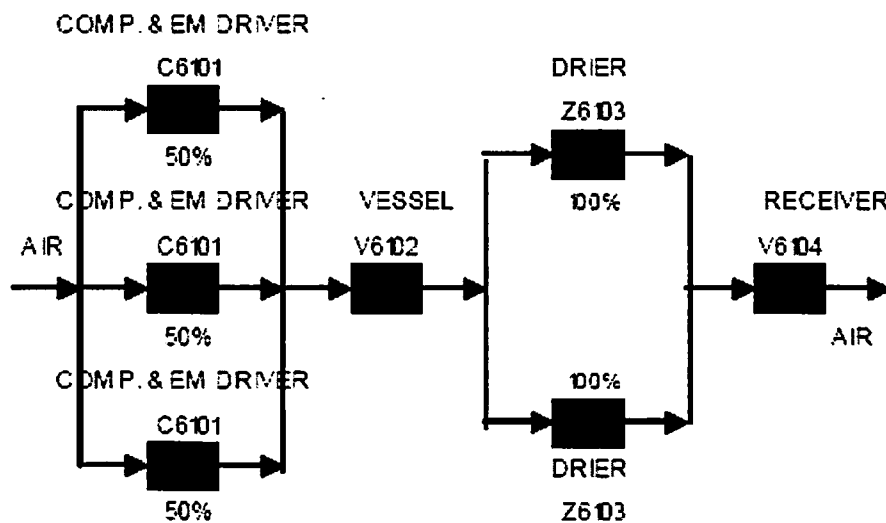 COMP. & EM DRIVER
C6101
50%
COMP. & EM DRIVER
C6101
50%
COMP. & EM DRIVER
C6101
50%
AIR
VESSEL
V6102
DRIER
Z6103
100%
100%
DRIER
Z6103
RECEIVER
V6104
AIR